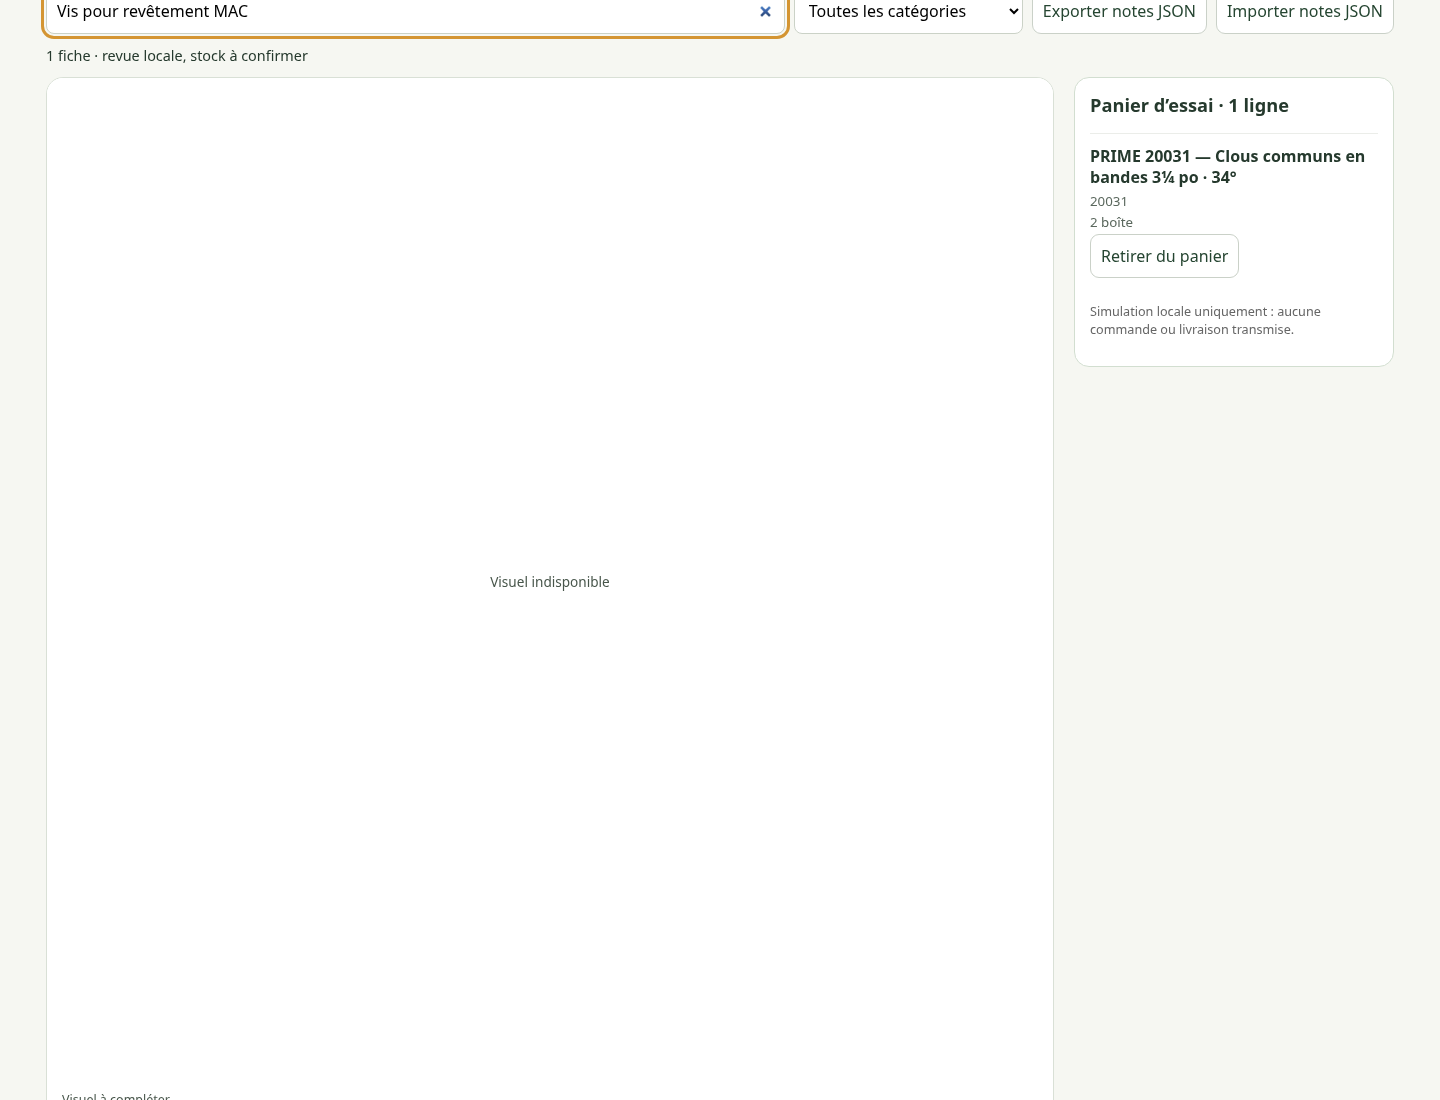 Vis pour revêtement MAC
Toutes les catégories
Exporter notes JSON
Importer notes JSON
1 fiche · revue locale, stock à confirmer
Visuel indisponible
Visuel à compléter
Panier d’essai · 1 ligne
PRIME 20031 — Clous communs en
bandes 3¼ po · 34°
20031
2 boîte
Retirer du panier
Simulation locale uniquement : aucune
commande ou livraison transmise.